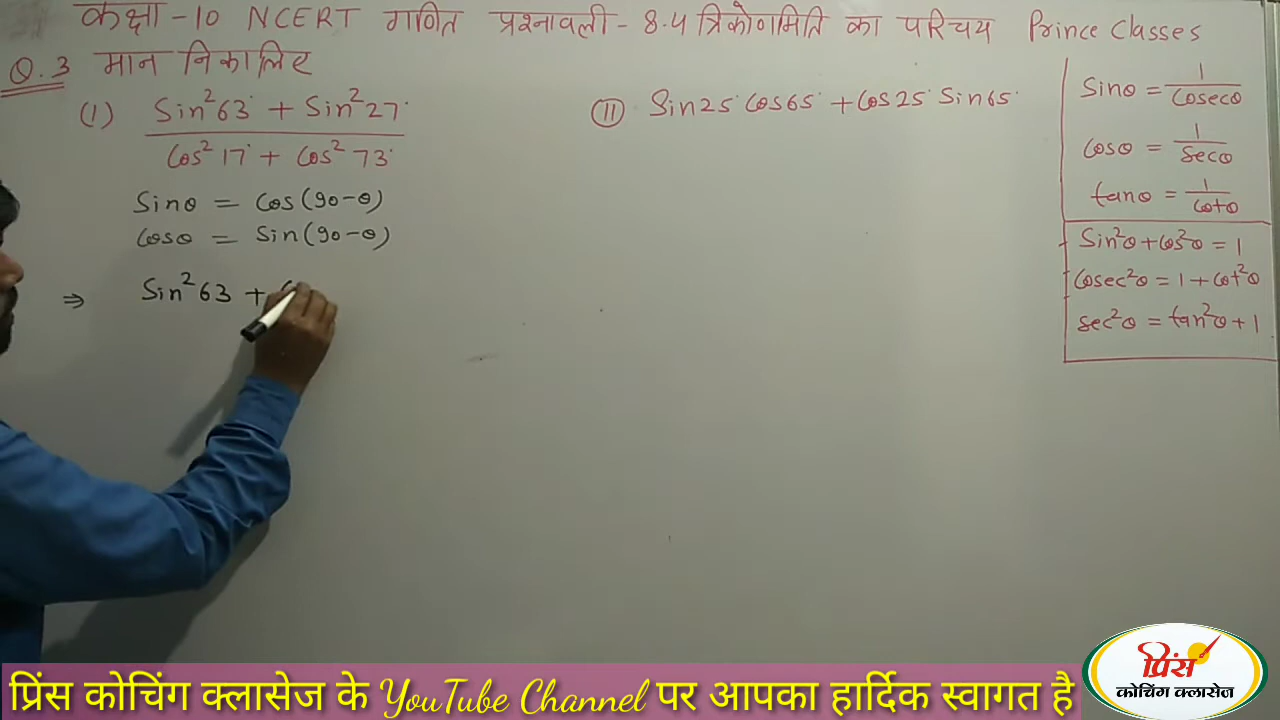 कक्षा -10 NCERT गणित प्रश्नावली - 8.4 त्रिकोणमिति का परिचय Prince Classes
Q.3 मान निकालिए
(I) Sin²63° + Sin²27°
Cos²17° + Cos²73°
Sinθ = Cos(90-θ)
Cosθ = Sin(90-θ)
⇒ Sin²63 +
(II) Sin25° Cos65° + Cos25° Sin65°
Sinθ = 1/Cosecθ
Cosθ = 1/Secθ
tanθ = 1/Cotθ
Sin²θ + Cos²θ = 1
Cosec²θ = 1 + Cot²θ
Sec²θ = tan²θ + 1
प्रिंस कोचिंग क्लासेज के YouTube Channel पर आपका हार्दिक स्वागत है
प्रिंस
कोचिंग क्लासेज